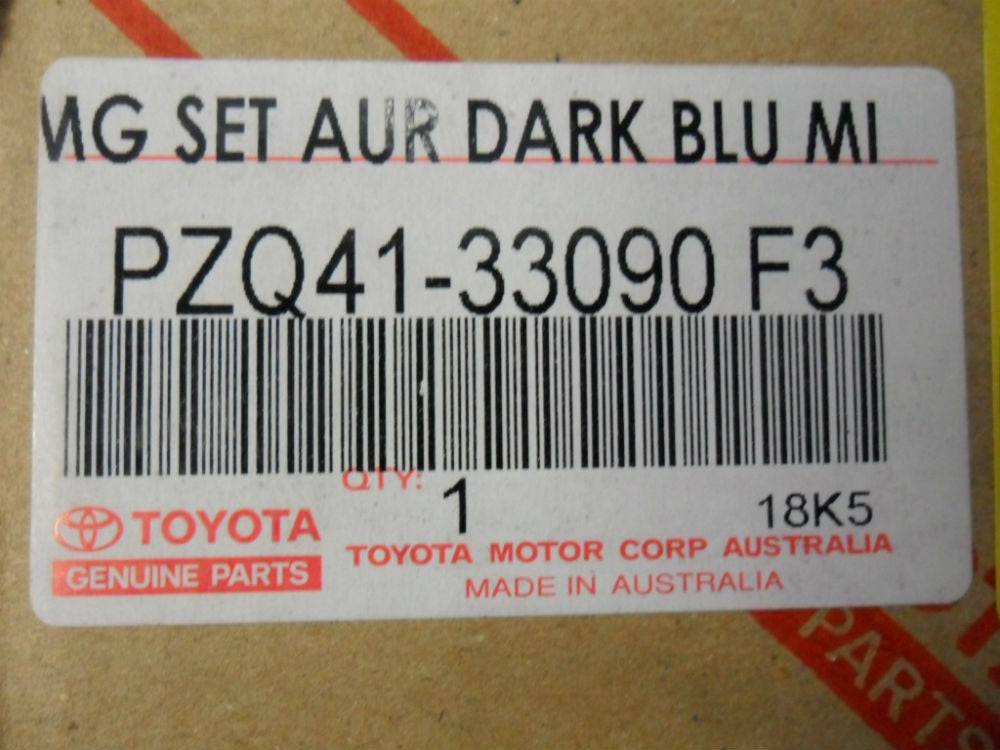 MG SET AUR DARK BLU MI
PZQ41-33090 F3
QTY: 1
18K5
TOYOTA
GENUINE PARTS
TOYOTA MOTOR CORP AUSTRALIA
MADE IN AUSTRALIA
PARTS